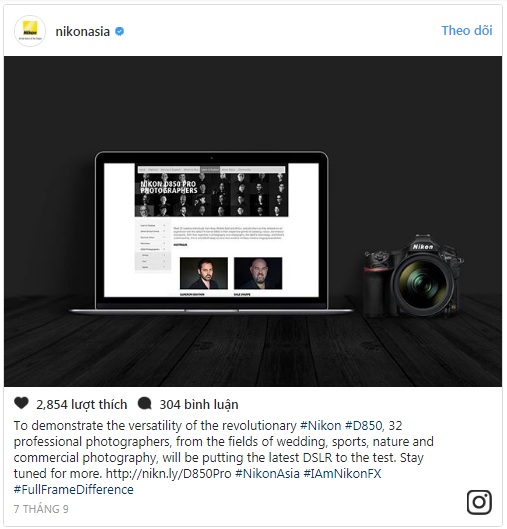 Nikon
nikonasia
Theo dõi
NIKON D850 PRO
PHOTOGRAPHERS
Nikon
2,854 lượt thích
304 bình luận
To demonstrate the versatility of the revolutionary #Nikon #D850, 32
professional photographers, from the fields of wedding, sports, nature and
commercial photography, will be putting the latest DSLR to the test. Stay
tuned for more. http://nikn.ly/D850Pro #NikonAsia #IAmNikonFX
#FullFrameDifference
7 THÁNG 9